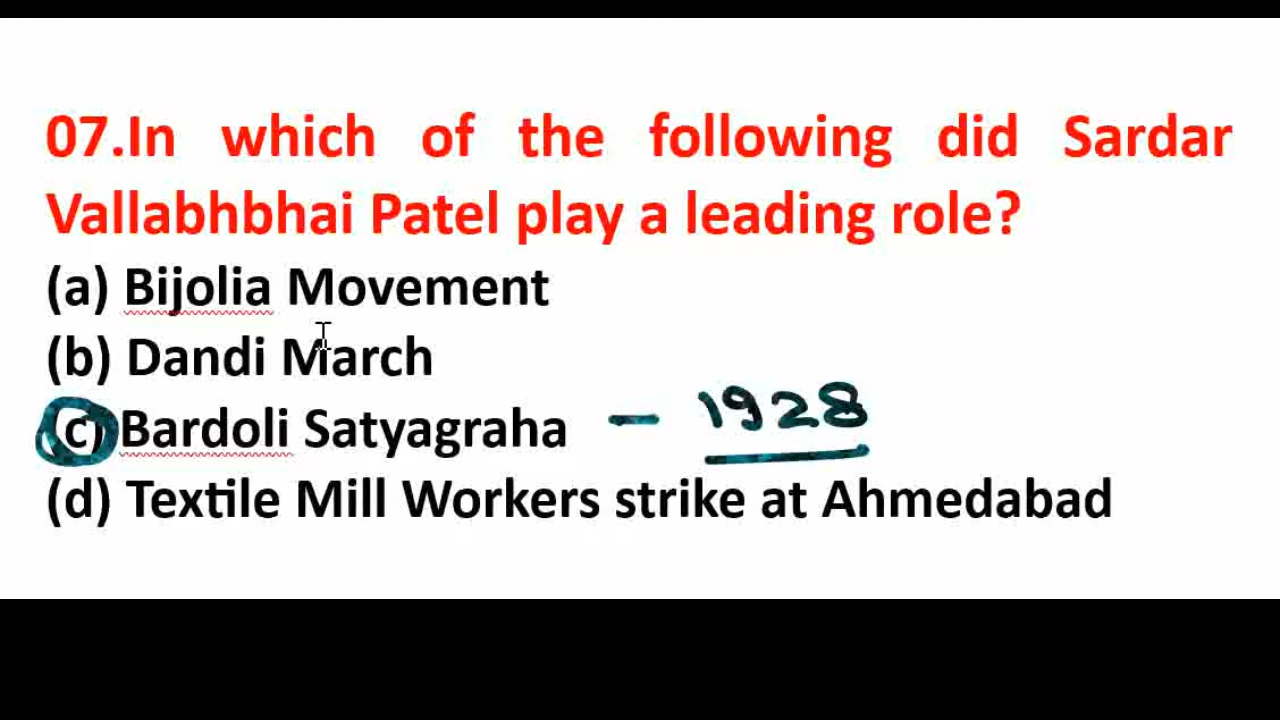 07.In which of the following did Sardar
Vallabhbhai Patel play a leading role?
(a) Bijolia Movement
(b) Dandi March
(c) Bardoli Satyagraha – 1928
(d) Textile Mill Workers strike at Ahmedabad